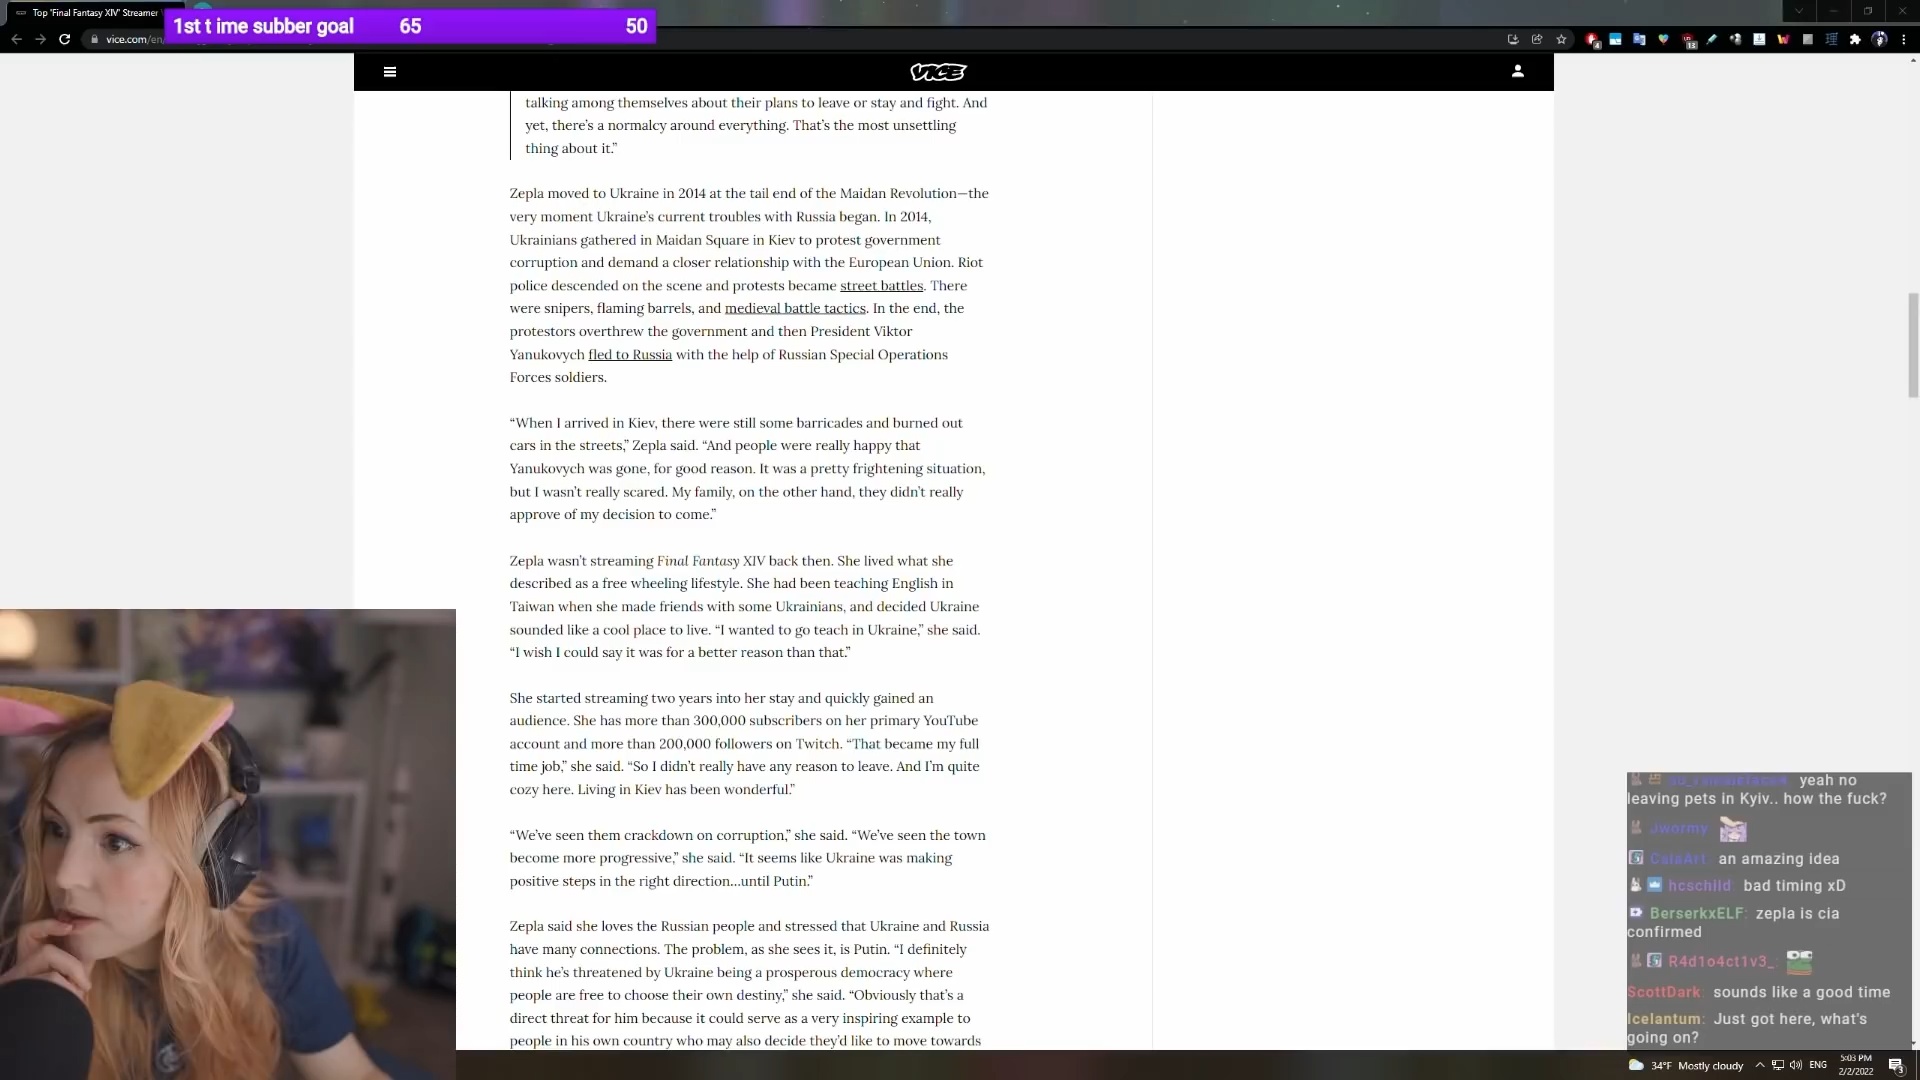 Top 'Final Fantasy XIV' Streamer
1st t ime subber goal 65 50
vice.com/en
VICE
talking among themselves about their plans to leave or stay and fight. And
yet, there's a normalcy around everything. That's the most unsettling
thing about it.”
Zepla moved to Ukraine in 2014 at the tail end of the Maidan Revolution—the
very moment Ukraine's current troubles with Russia began. In 2014,
Ukrainians gathered in Maidan Square in Kiev to protest government
corruption and demand a closer relationship with the European Union. Riot
police descended on the scene and protests became street battles. There
were snipers, flaming barrels, and medieval battle tactics. In the end, the
protestors overthrew the government and then President Viktor
Yanukovych fled to Russia with the help of Russian Special Operations
Forces soldiers.
“When I arrived in Kiev, there were still some barricades and burned out
cars in the streets,” Zepla said. “And people were really happy that
Yanukovych was gone, for good reason. It was a pretty frightening situation,
but I wasn't really scared. My family, on the other hand, they didn't really
approve of my decision to come.”
Zepla wasn't streaming Final Fantasy XIV back then. She lived what she
described as a free wheeling lifestyle. She had been teaching English in
Taiwan when she made friends with some Ukrainians, and decided Ukraine
sounded like a cool place to live. “I wanted to go teach in Ukraine,” she said.
“I wish I could say it was for a better reason than that.”
She started streaming two years into her stay and quickly gained an
audience. She has more than 300,000 subscribers on her primary YouTube
account and more than 200,000 followers on Twitch. “That became my full
time job,” she said. “So I didn't really have any reason to leave. And I'm quite
cozy here. Living in Kiev has been wonderful.”
“We've seen them crackdown on corruption,” she said. “We've seen the town
become more progressive,” she said. “It seems like Ukraine was making
positive steps in the right direction...until Putin.”
Zepla said she loves the Russian people and stressed that Ukraine and Russia
have many connections. The problem, as she sees it, is Putin. “I definitely
think he's threatened by Ukraine being a prosperous democracy where
people are free to choose their own destiny,” she said. “Obviously that's a
direct threat for him because it could serve as a very inspiring example to
people in his own country who may also decide they'd like to move towards
yeah no
leaving pets in Kyiv.. how the fuck?
Jwormy:
CalaArt: an amazing idea
hcschild: bad timing xD
BerserkxELF: zepla is cia
confirmed
R4d1o4ct1v3_:
ScottDark: sounds like a good time
Icelantum: Just got here, what's
going on?
34°F Mostly cloudy ENG 5:03 PM
2/2/2022